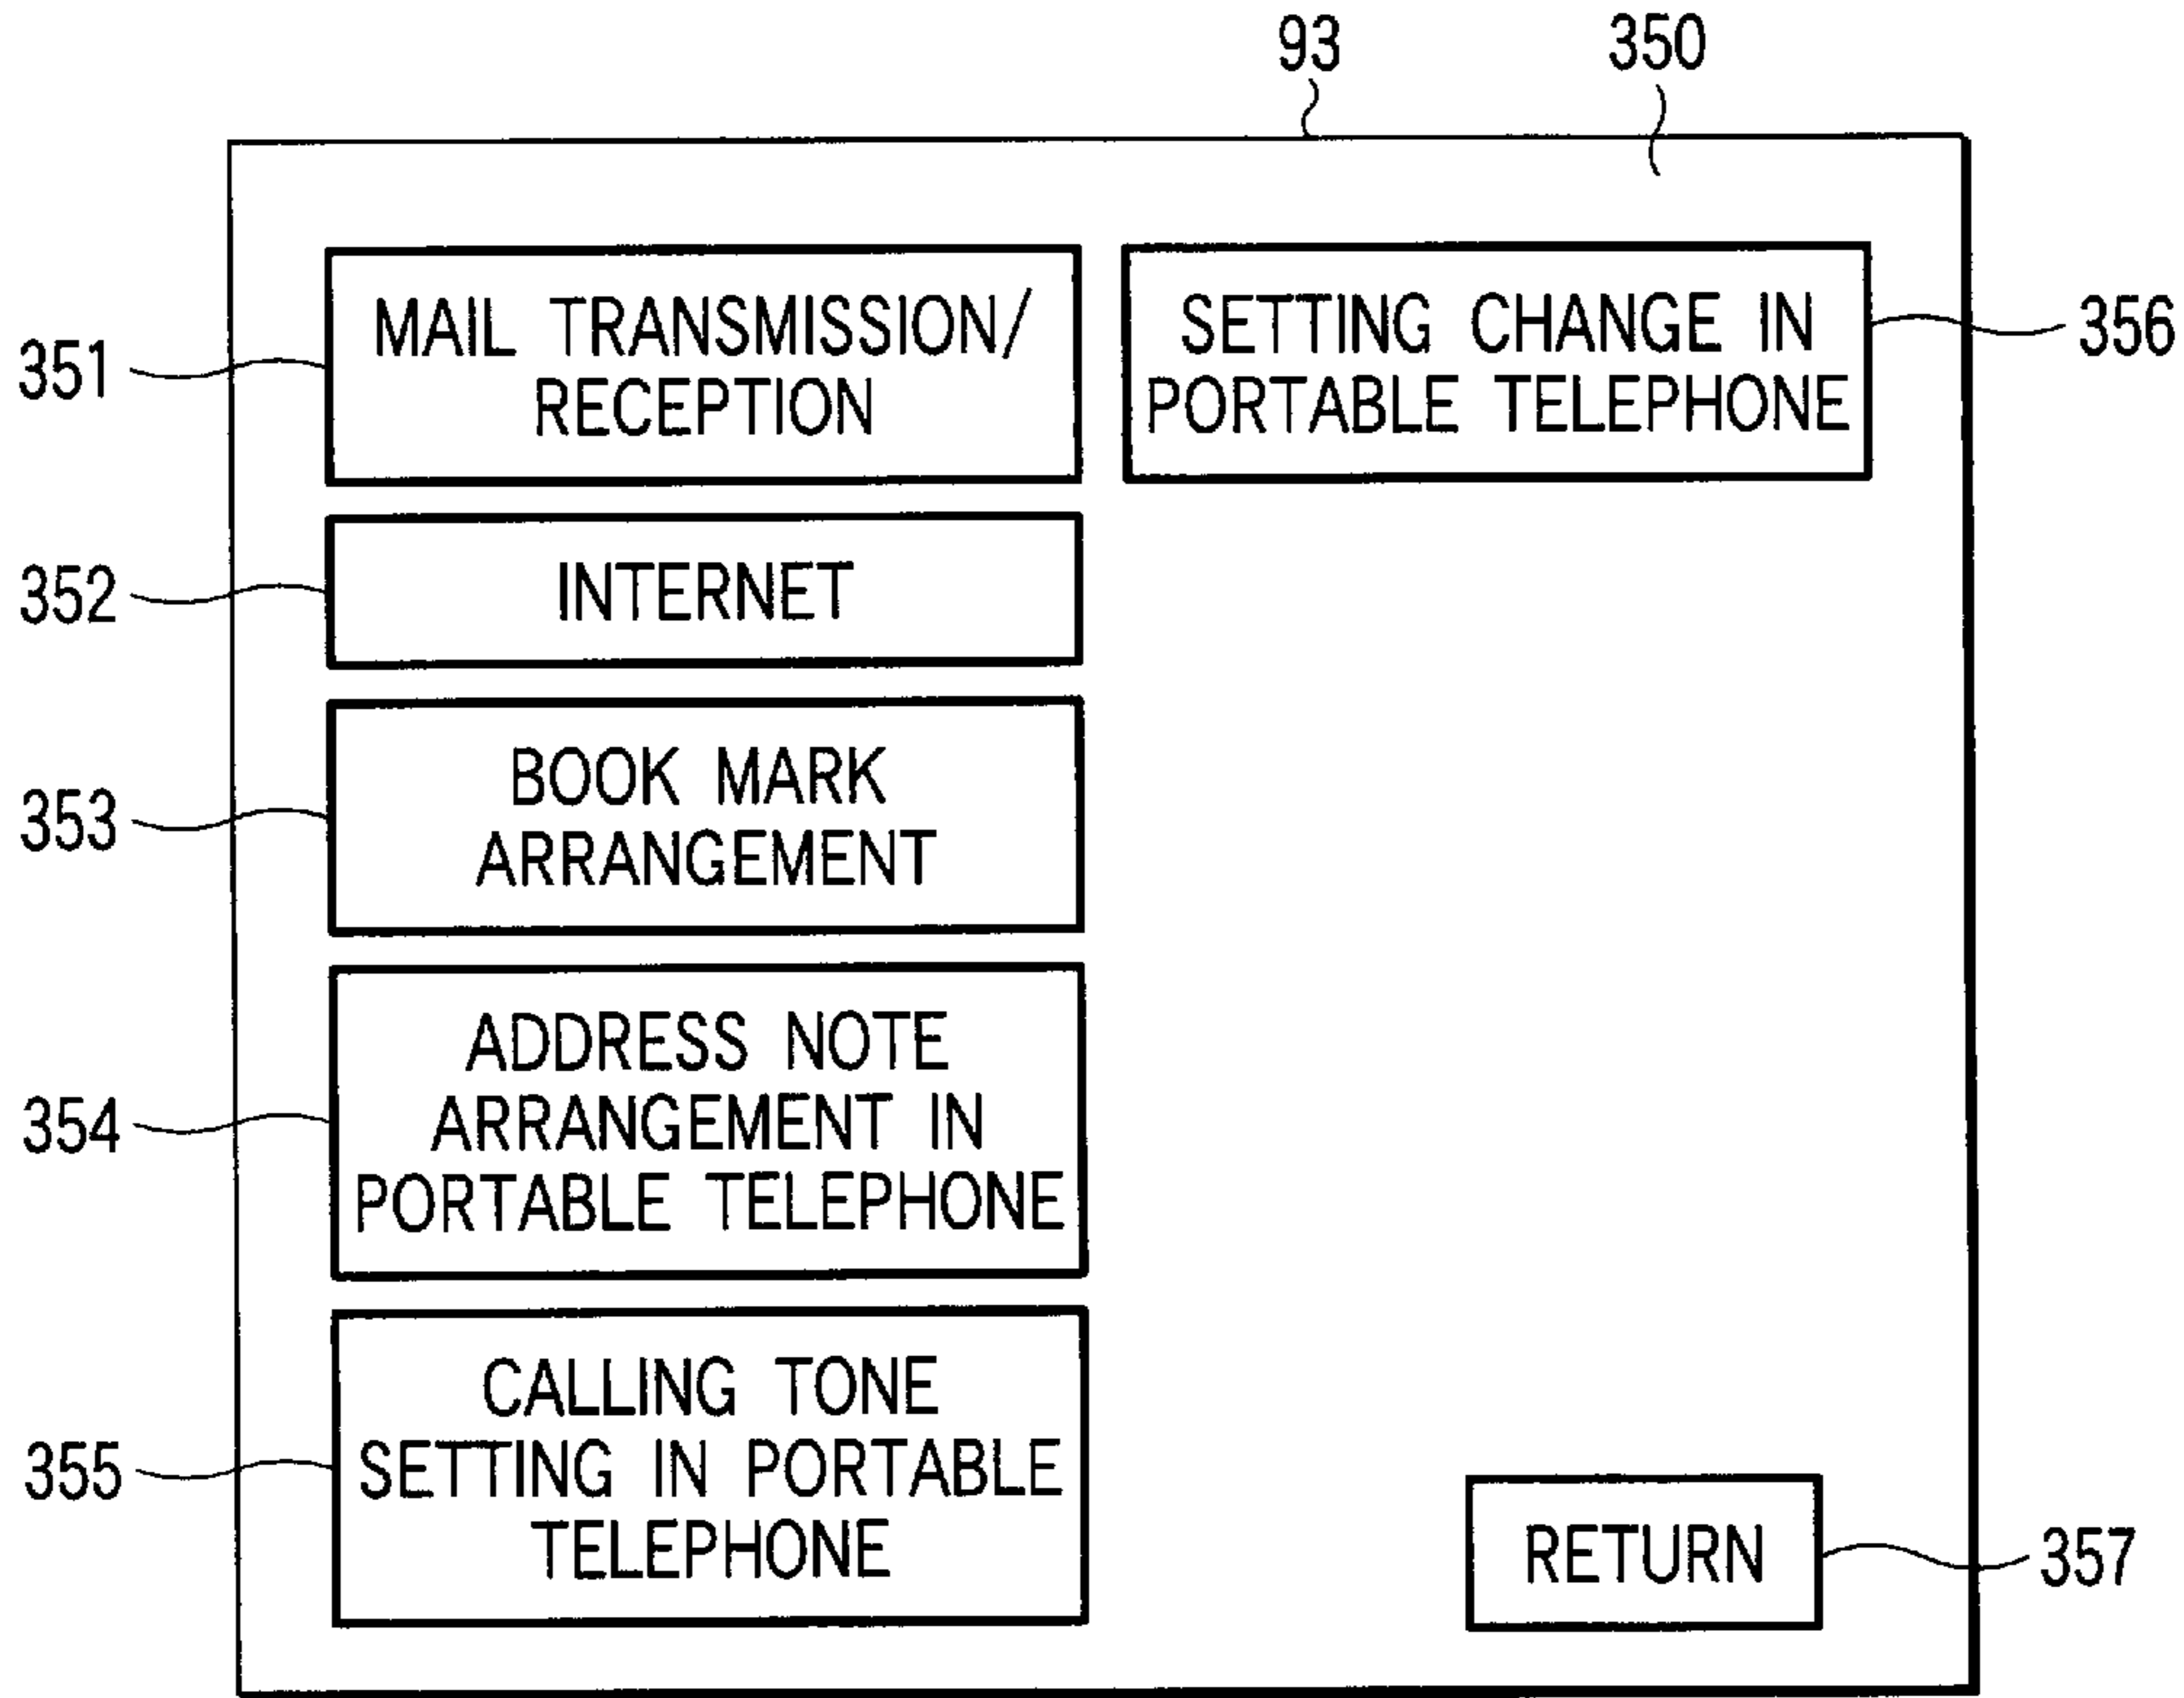 93
350
351
MAIL TRANSMISSION/
RECEPTION
SETTING CHANGE IN
PORTABLE TELEPHONE
356
352
INTERNET
353
BOOK MARK
ARRANGEMENT
354
ADDRESS NOTE
ARRANGEMENT IN
PORTABLE TELEPHONE
355
CALLING TONE
SETTING IN PORTABLE
TELEPHONE
RETURN
357